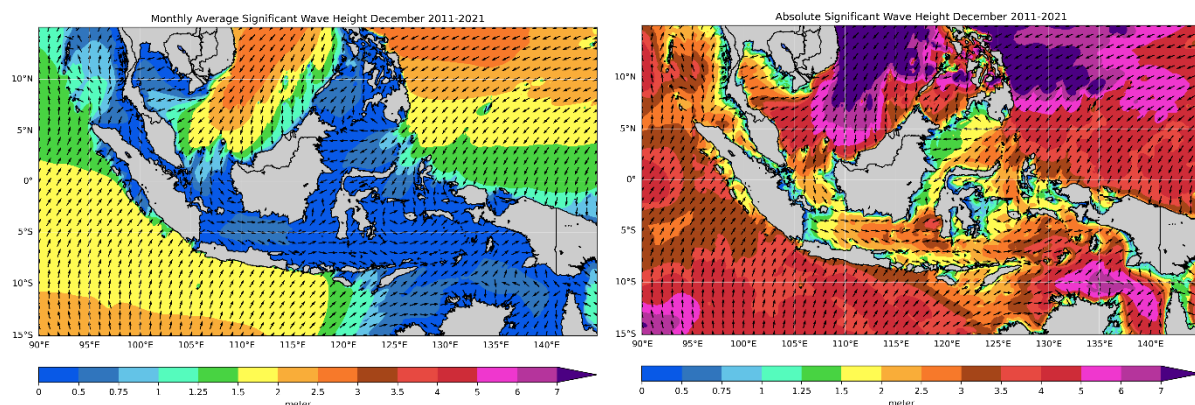 Monthly Average Significant Wave Height December 2011-2021
10°N
5°N
0°
5°S
10°S
15°S
90°E 95°E 100°E 105°E 110°E 115°E 120°E 125°E 130°E 135°E 140°E
0 0.5 0.75 1 1.25 1.5 2 2.5 3 3.5 4 5 6 7
meter
Absolute Significant Wave Height December 2011-2021
10°N
5°N
0°
5°S
10°S
15°S
90°E 95°E 100°E 105°E 110°E 115°E 120°E 125°E 130°E 135°E 140°E
0 0.5 0.75 1 1.25 1.5 2 2.5 3 3.5 4 5 6 7
meter